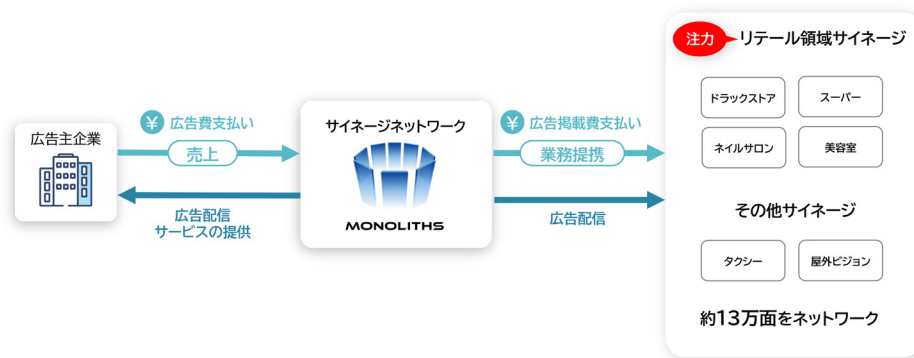 注力
リテール領域サイネージ
ドラックストア
スーパー
ネイルサロン
美容室
その他サイネージ
タクシー
屋外ビジョン
約13万面をネットワーク
広告主企業
¥ 広告費支払い
売上
広告配信
サービスの提供
サイネージネットワーク
MONOLITHS
¥ 広告掲載費支払い
業務提携
広告配信